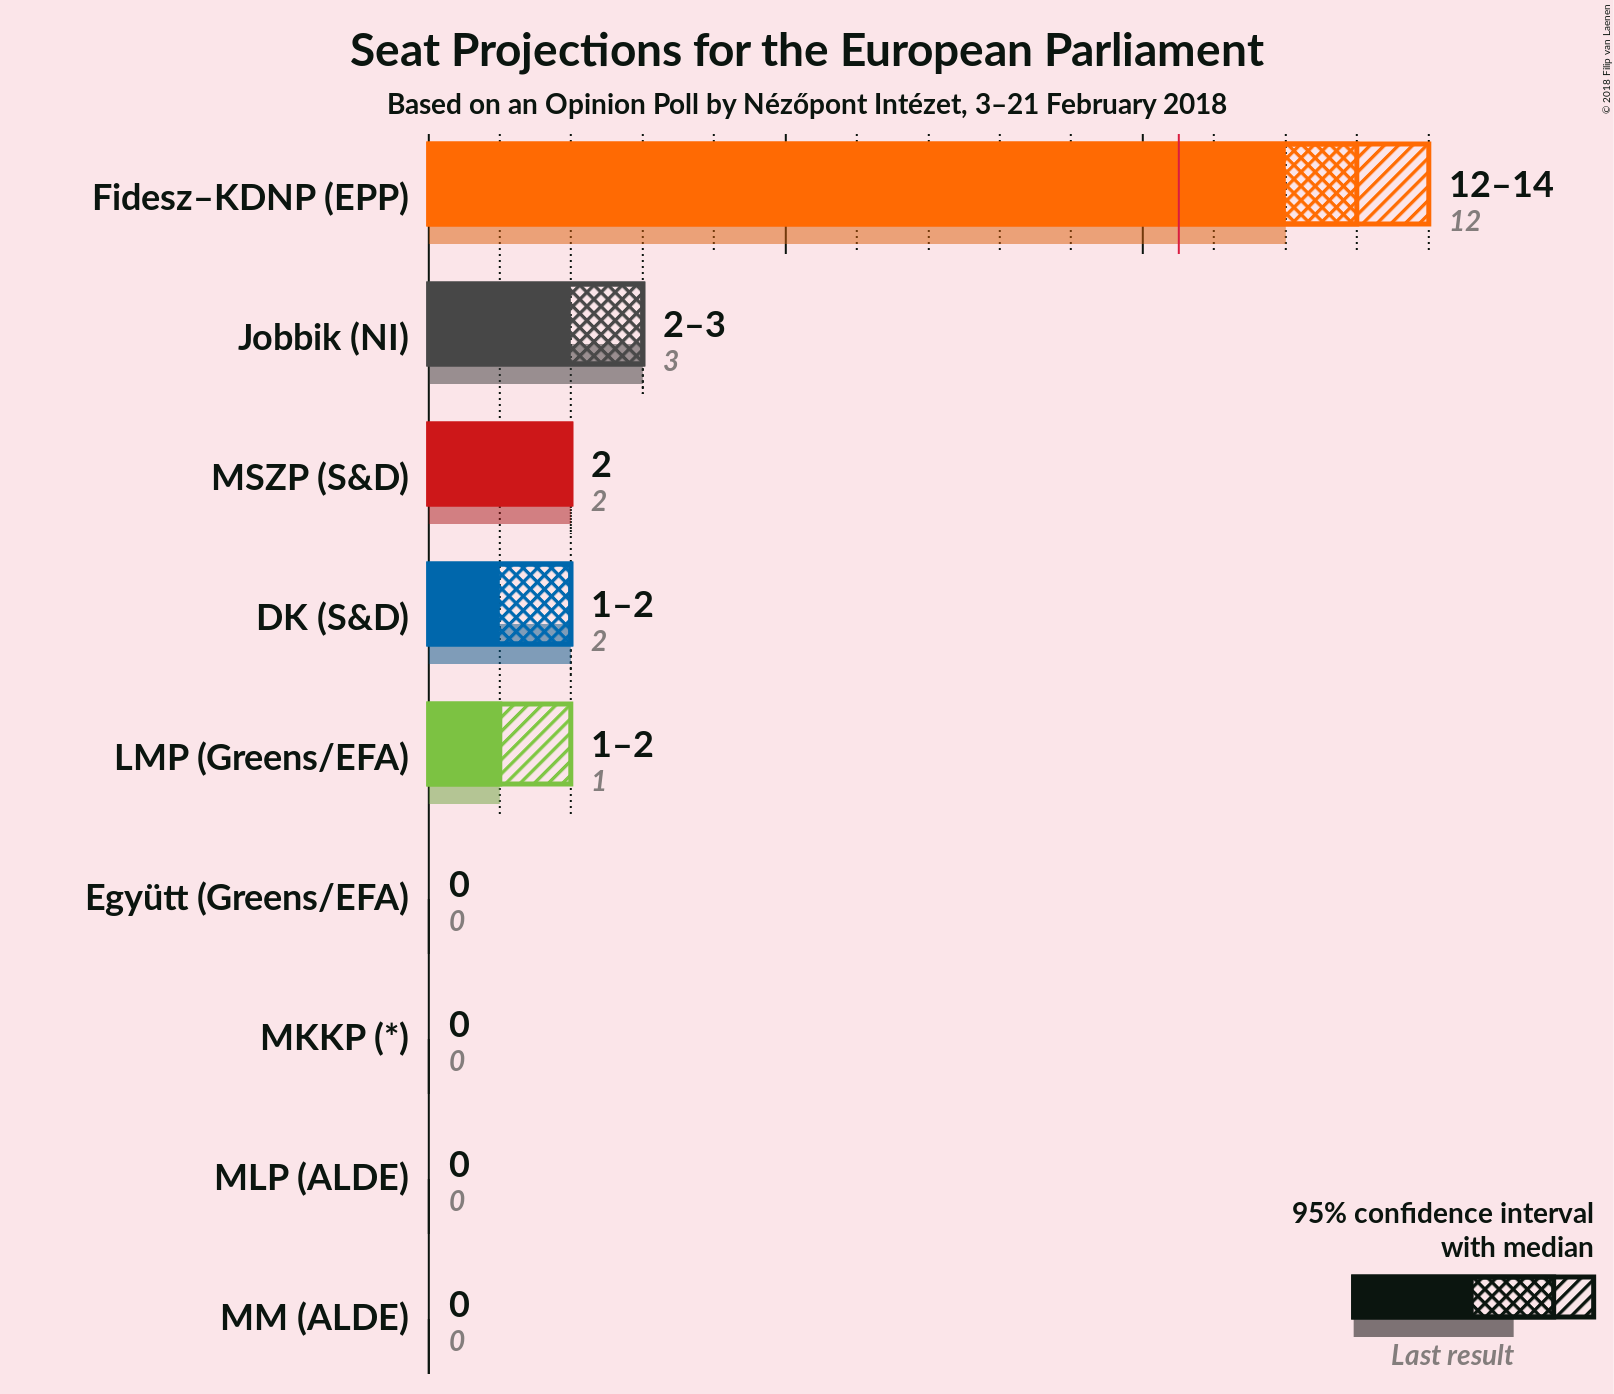 Seat Projections for the European Parliament
Based on an Opinion Poll by Nézőpont Intézet, 3–21 February 2018
© 2018 Filip van Laenen
Fidesz–KDNP (EPP)
12–14
12
Jobbik (NI)
2–3
3
MSZP (S&D)
2
2
DK (S&D)
1–2
2
LMP (Greens/EFA)
1–2
1
Együtt (Greens/EFA)
0
0
MKKP (*)
0
0
MLP (ALDE)
0
0
MM (ALDE)
0
0
95% confidence interval
with median
Last result